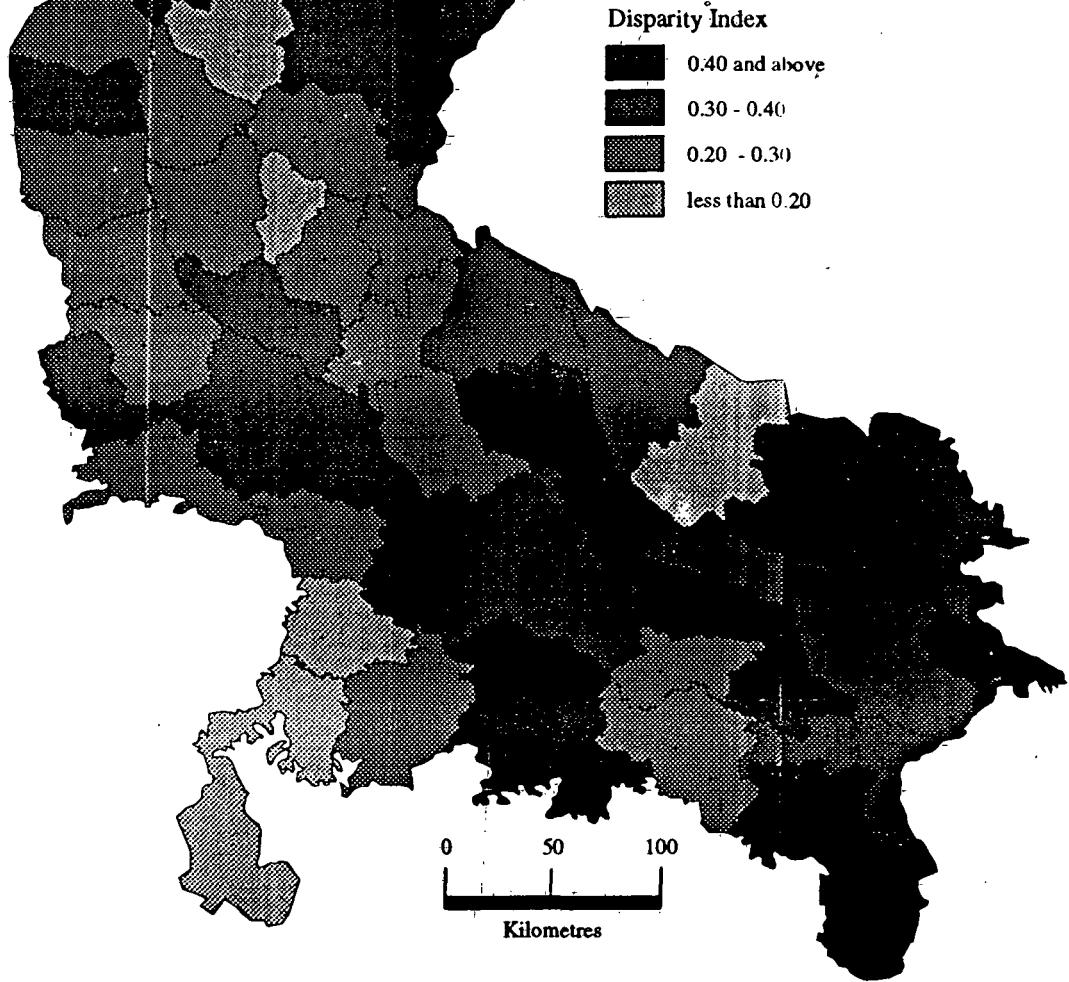 Disparity Index
0.40 and above
0.30 - 0.40
0.20 - 0.30
less than 0.20
0 50 100
Kilometres